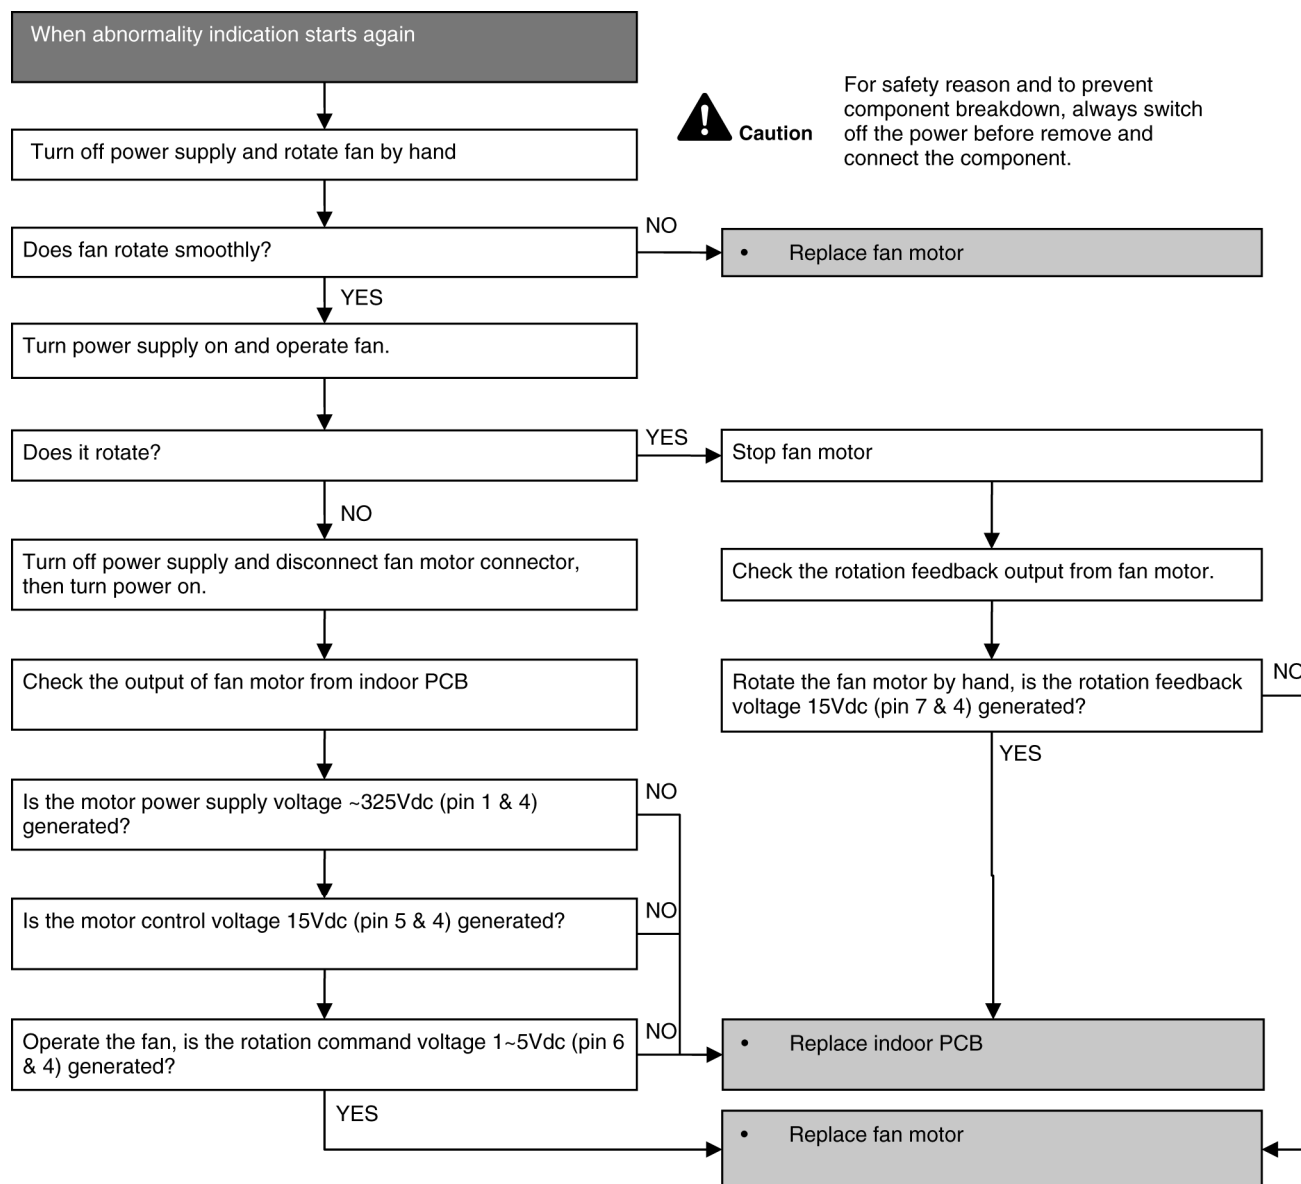 When abnormality indication starts again
For safety reason and to prevent
component breakdown, always switch
off the power before remove and
connect the component.
Caution
Turn off power supply and rotate fan by hand
Does fan rotate smoothly?
NO
• Replace fan motor
YES
Turn power supply on and operate fan.
Does it rotate?
YES
Stop fan motor
NO
Turn off power supply and disconnect fan motor connector,
then turn power on.
Check the rotation feedback output from fan motor.
Check the output of fan motor from indoor PCB
Rotate the fan motor by hand, is the rotation feedback
voltage 15Vdc (pin 7 & 4) generated?
NO
YES
Is the motor power supply voltage ~325Vdc (pin 1 & 4)
generated?
NO
Is the motor control voltage 15Vdc (pin 5 & 4) generated?
NO
Operate the fan, is the rotation command voltage 1~5Vdc (pin 6
& 4) generated?
NO
• Replace indoor PCB
YES
• Replace fan motor